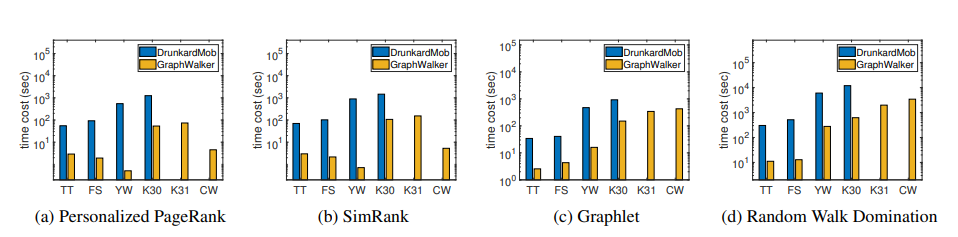 time cost (sec)
10^5
10^4
10^3
10^2
10^1
DrunkardMob
GraphWalker
TT FS YW K30 K31 CW
(a) Personalized PageRank
time cost (sec)
10^5
10^4
10^3
10^2
10^1
DrunkardMob
GraphWalker
TT FS YW K30 K31 CW
(b) SimRank
time cost (sec)
10^5
10^4
10^3
10^2
10^1
10^0
DrunkardMob
GraphWalker
TT FS YW K30 K31 CW
(c) Graphlet
time cost (sec)
10^5
10^4
10^3
10^2
10^1
DrunkardMob
GraphWalker
TT FS YW K30 K31 CW
(d) Random Walk Domination